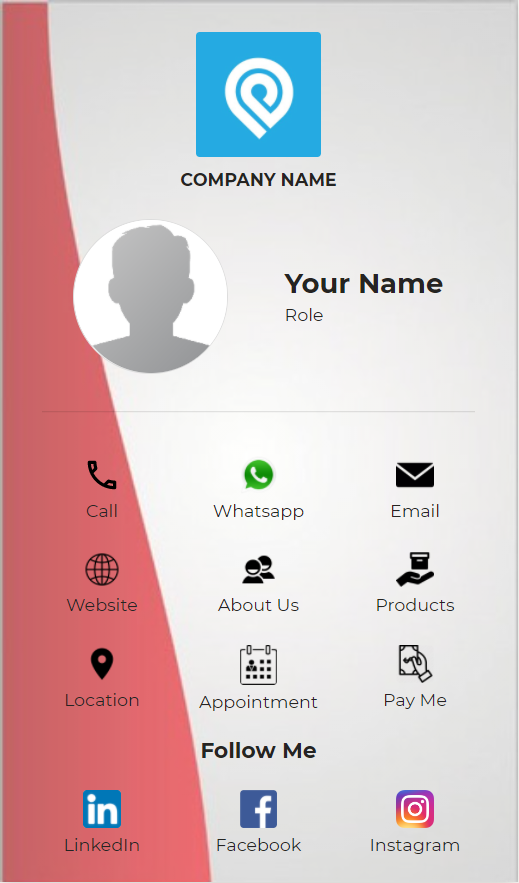 COMPANY NAME
Your Name
Role
Call Whatsapp Email
Website About Us Products
Location Appointment Pay Me
Follow Me
in f
LinkedIn Facebook Instagram